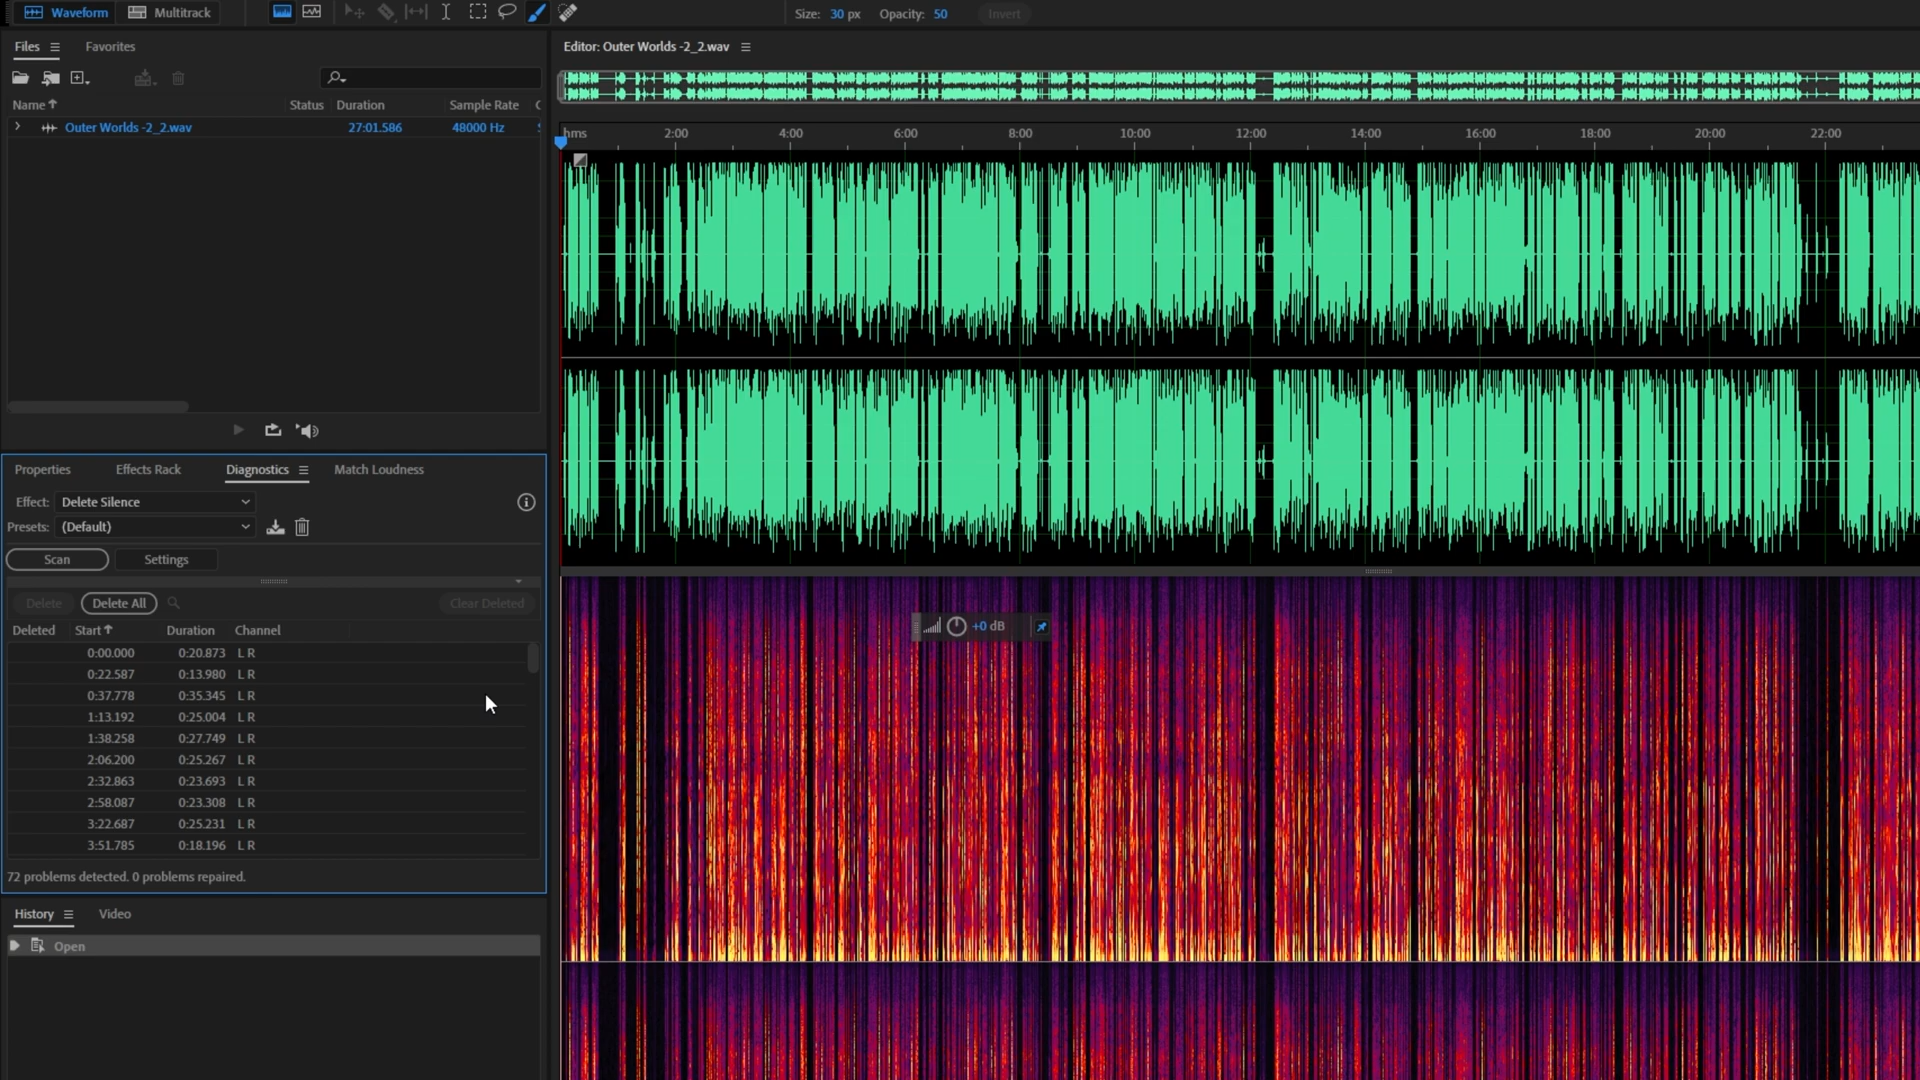 Waveform Multitrack Size: 30 px Opacity: 50 Invert
Files Favorites
Editor: Outer Worlds -2_2.wav
Name Status Duration Sample Rate
Outer Worlds -2_2.wav 27:01.586 48000 Hz
hms 2:00 4:00 6:00 8:00 10:00 12:00 14:00 16:00 18:00 20:00 22:00
Properties Effects Rack Diagnostics Match Loudness
Effect: Delete Silence
Presets: (Default)
Scan Settings
Delete Delete All Clear Deleted
Deleted Start Duration Channel
+0 dB
0:00.000 0:20.873 L R
0:22.587 0:13.980 L R
0:37.778 0:35.345 L R
1:13.192 0:25.004 L R
1:38.258 0:27.749 L R
2:06.200 0:25.267 L R
2:32.863 0:23.693 L R
2:58.087 0:23.308 L R
3:22.687 0:25.231 L R
3:51.785 0:18.196 L R
72 problems detected. 0 problems repaired.
History Video
Open